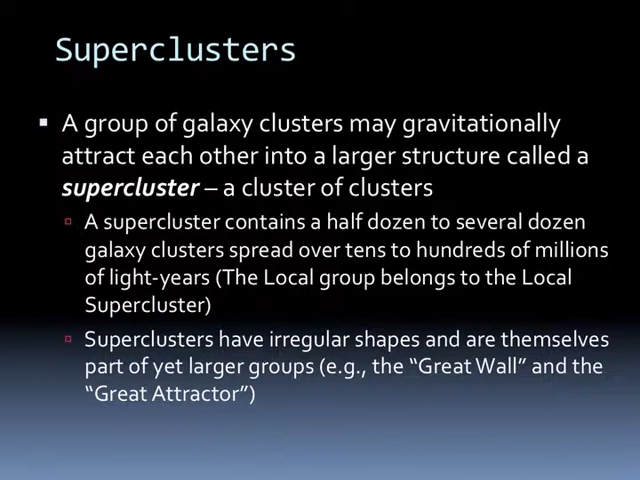 Superclusters
▪ A group of galaxy clusters may gravitationally
attract each other into a larger structure called a
supercluster – a cluster of clusters
▫ A supercluster contains a half dozen to several dozen
galaxy clusters spread over tens to hundreds of millions
of light-years (The Local group belongs to the Local
Supercluster)
▫ Superclusters have irregular shapes and are themselves
part of yet larger groups (e.g., the “Great Wall” and the
“Great Attractor”)